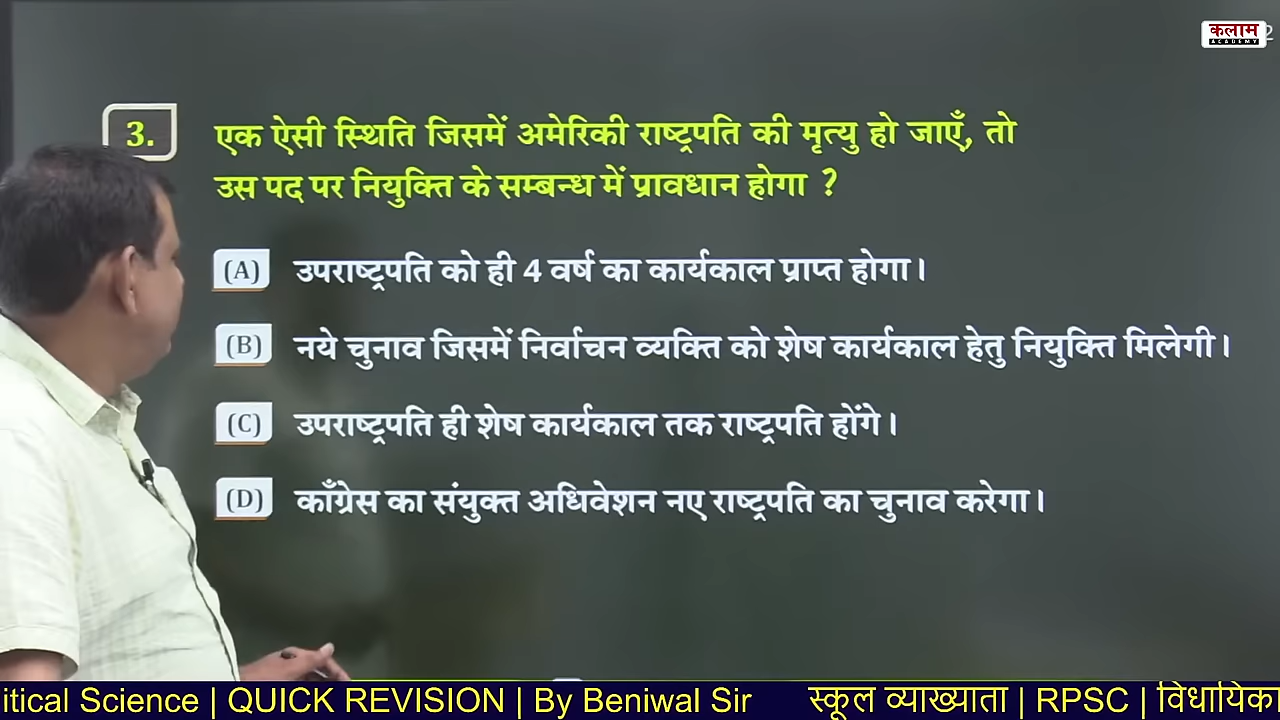 कलाम
ACADEMY
2
3.
एक ऐसी स्थिति जिसमें अमेरिकी राष्ट्रपति की मृत्यु हो जाएँ, तो
उस पद पर नियुक्ति के सम्बन्ध में प्रावधान होगा ?
(A) उपराष्ट्रपति को ही 4 वर्ष का कार्यकाल प्राप्त होगा।
(B) नये चुनाव जिसमें निर्वाचन व्यक्ति को शेष कार्यकाल हेतु नियुक्ति मिलेगी।
(C) उपराष्ट्रपति ही शेष कार्यकाल तक राष्ट्रपति होंगे।
(D) काँग्रेस का संयुक्त अधिवेशन नए राष्ट्रपति का चुनाव करेगा।
itical Science | QUICK REVISION | By Beniwal Sir स्कूल व्याख्याता | RPSC | विधायिक